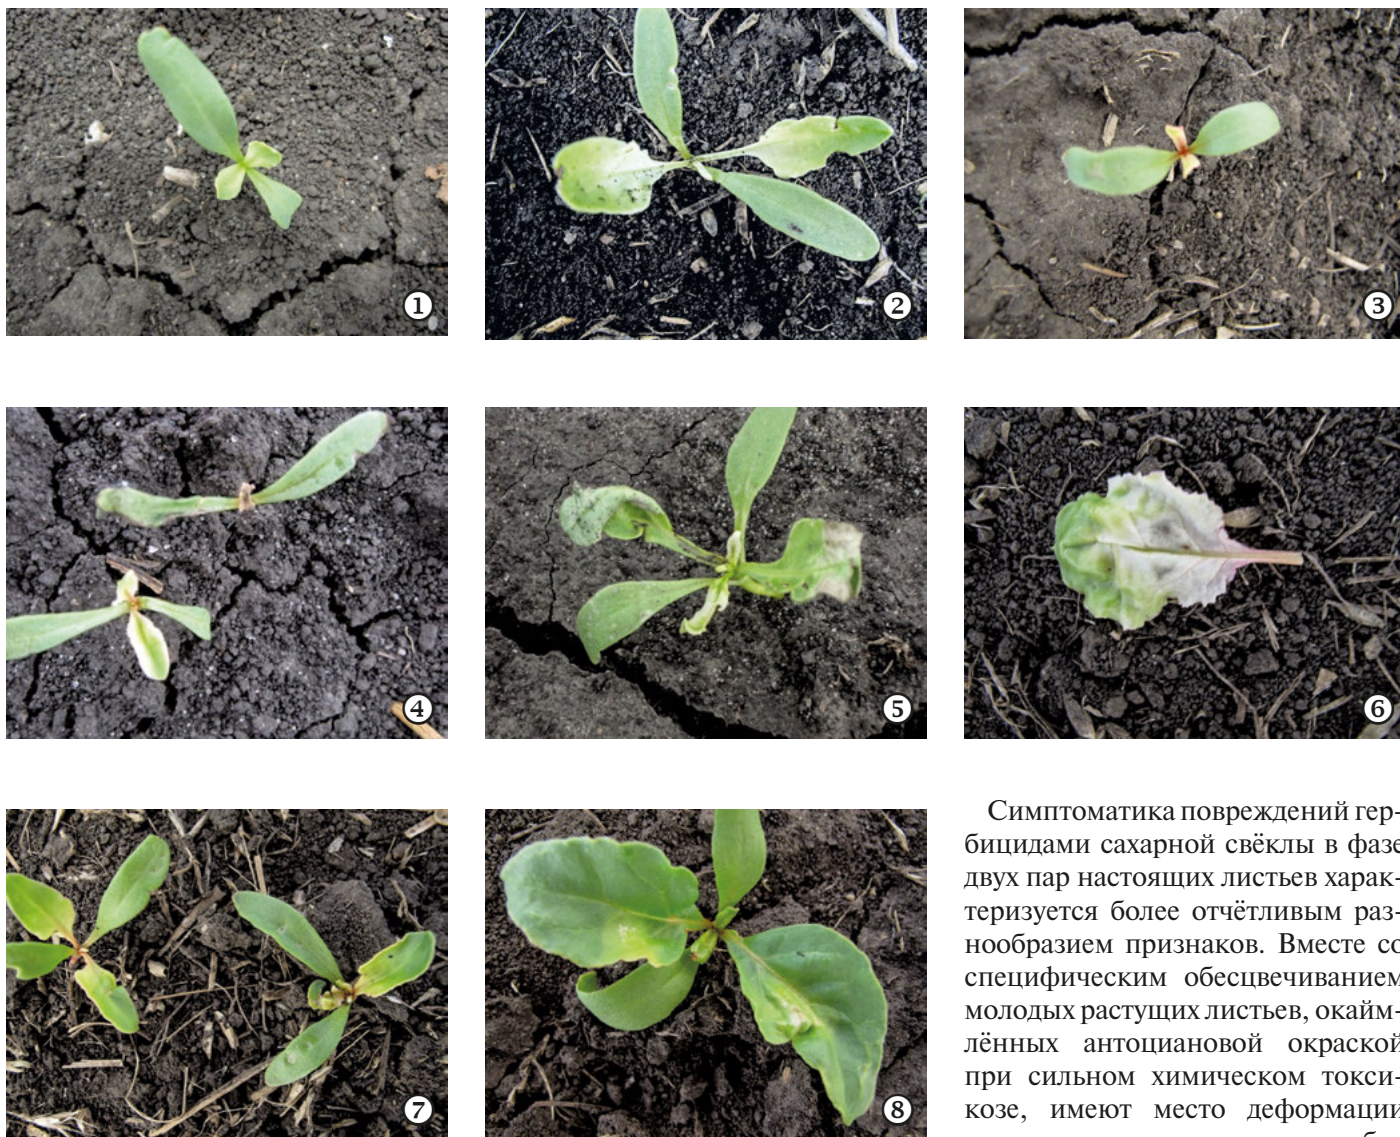 1
2
3
4
5
6
7
8
Симптоматика повреждений гер-
бицидами сахарной свёклы в фазе
двух пар настоящих листьев харак-
теризуется более отчётливым раз-
нообразием признаков. Вместе со
специфическим обесцвечиванием
молодых растущих листьев, окайм-
лённых антоциановой окраской
при сильном химическом токси-
козе, имеют место деформации